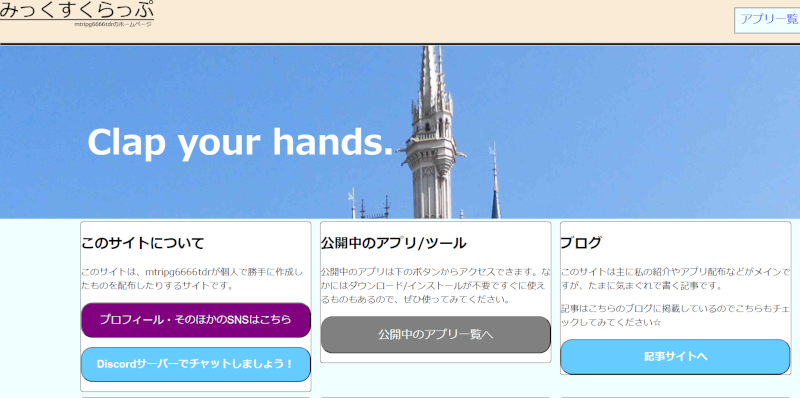 みっくすくらっぷ
mtripg6666tdrのホームページ
アプリ一覧
Clap your hands.
このサイトについて
このサイトは、mtripg6666tdrが個人で勝手に作成し
たものを配布したりするサイトです。
プロフィール・そのほかのSNSはこちら
Discordサーバーでチャットしましょう！
公開中のアプリ/ツール
公開中のアプリは下のボタンからアクセスできます。な
かにはダウンロード/インストールが不要ですぐに使え
るものもあるので、ぜひ使ってみてください。
公開中のアプリ一覧へ
ブログ
このサイトは主に私の紹介やアプリ配布などがメインで
すが、たまに気まぐれで書く記事です。
記事はこちらのブログに掲載しているのでこちらもチェ
ックしてみてください☆
記事サイトへ